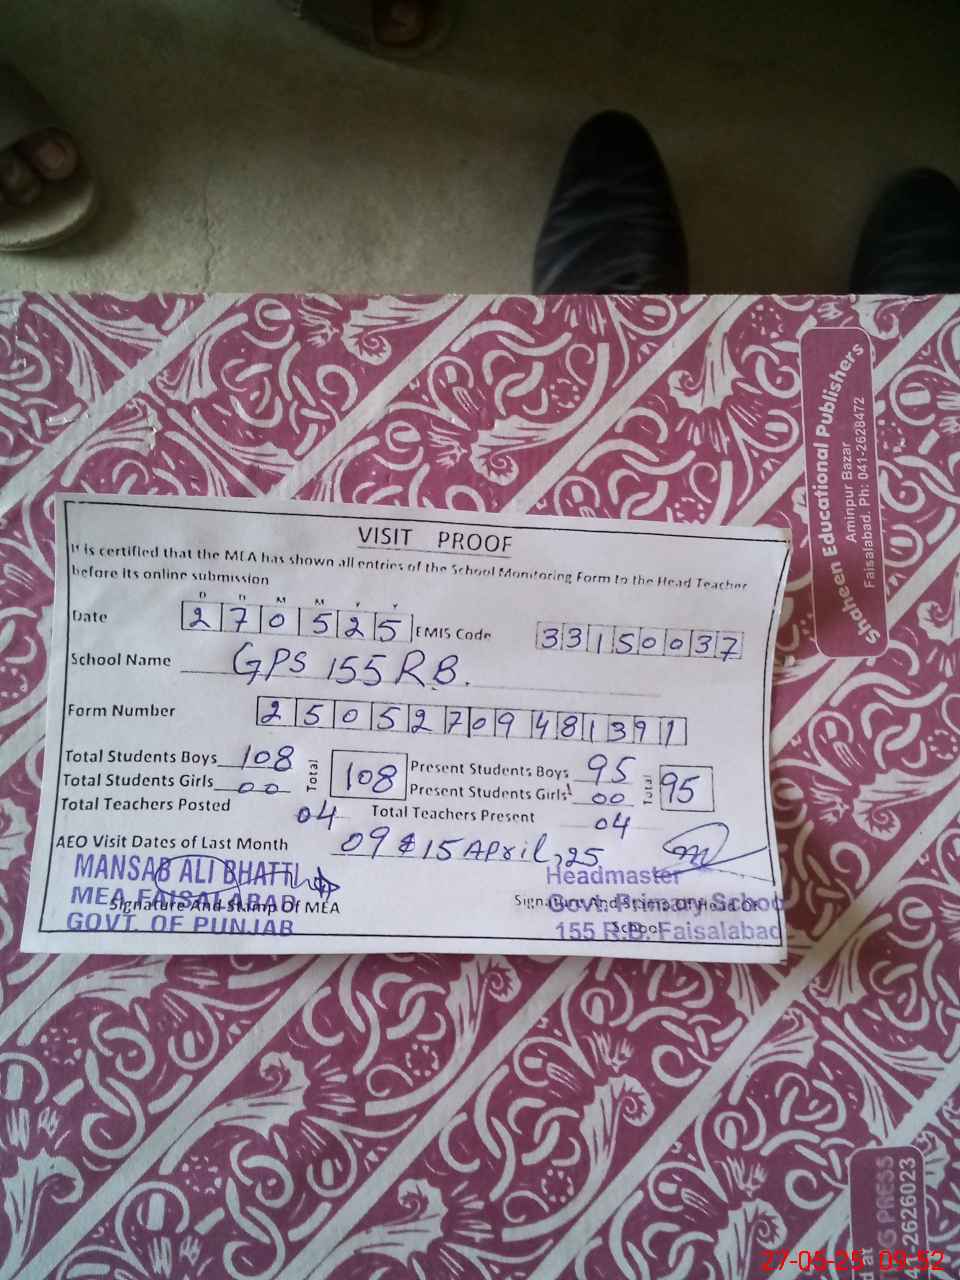 Shaheen Educational Publishers
Aminpur Bazar
Faisalabad. Ph: 041-2628472
VISIT PROOF
It is certified that the MEA has shown all entries of the School Monitoring Form to the Head Teacher
before its online submission
D D M M Y Y
Date 2 7 0 5 2 5 EMIS Code 3 3 1 5 0 0 3 7
School Name GPS 155 R.B.
Form Number 2 5 0 5 2 7 0 9 4 8 1 3 9 1
Total Students Boys 108 Total 108 Present Students Boys 95 Total 95
Total Students Girls 00 Present Students Girls 00
Total Teachers Posted 04 Total Teachers Present 04
AEO Visit Dates of Last Month 09 & 15 April, 25
MANSAB ALI BHATTI
MEA FAISALABAD
GOVT. OF PUNJAB
Signature And Stamp Of MEA
Headmaster
Govt. Primary School
155 R.B. Faisalabad
Signature And Stamp Of Head Of
School
G PRESS
2626023
27-05-25 09:52